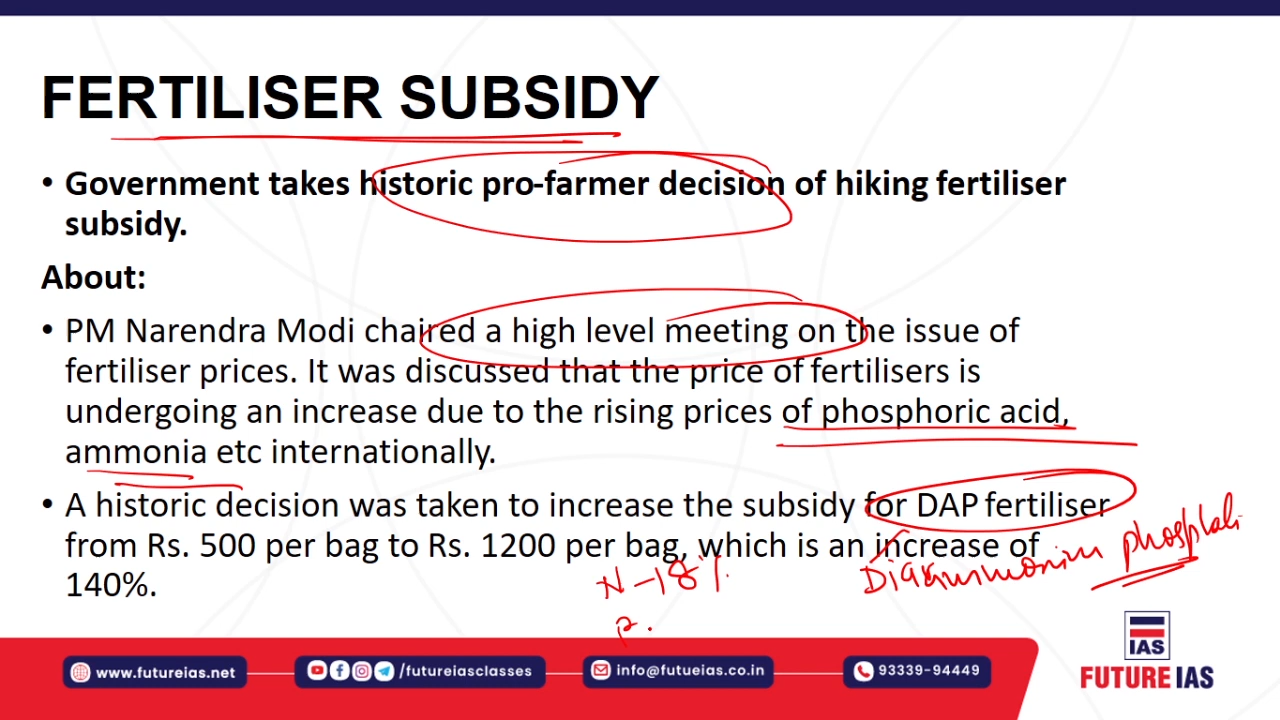 FERTILISER SUBSIDY
• Government takes historic pro-farmer decision of hiking fertiliser
subsidy.
About:
• PM Narendra Modi chaired a high level meeting on the issue of
fertiliser prices. It was discussed that the price of fertilisers is
undergoing an increase due to the rising prices of phosphoric acid,
ammonia etc internationally.
• A historic decision was taken to increase the subsidy for DAP fertiliser
from Rs. 500 per bag to Rs. 1200 per bag, which is an increase of
140%.
N-18%.
P.
IAS
FUTURE IAS
www.futureias.net
/futureiasclasses
info@futueias.co.in
93339-94449